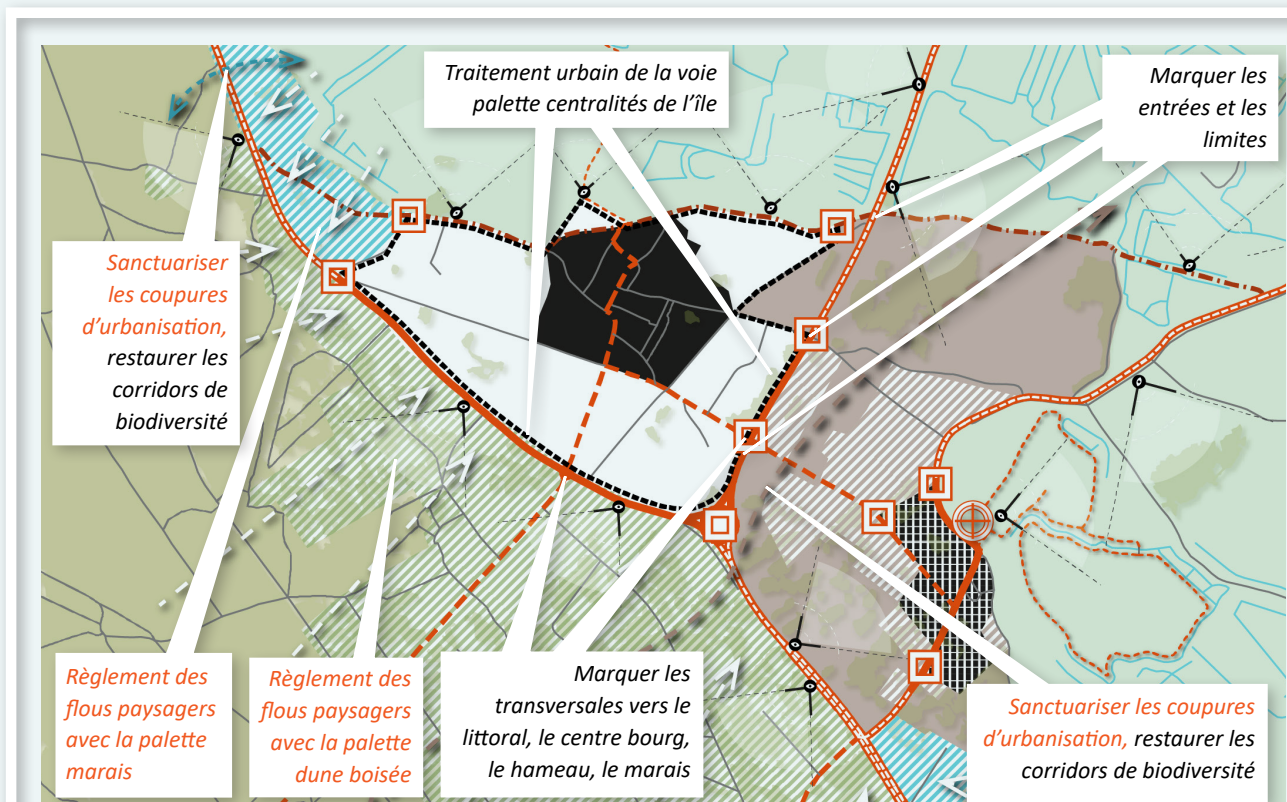 Traitement urbain de la voie
palette centralités de l’île
Marquer les
entrées et les
limites
Sanctuariser
les coupures
d’urbanisation,
restaurer les
corridors de
biodiversité
Règlement des
flous paysagers
avec la palette
marais
Règlement des
flous paysagers
avec la palette
dune boisée
Marquer les
transversales vers le
littoral, le centre bourg,
le hameau, le marais
Sanctuariser les coupures
d’urbanisation, restaurer les
corridors de biodiversité